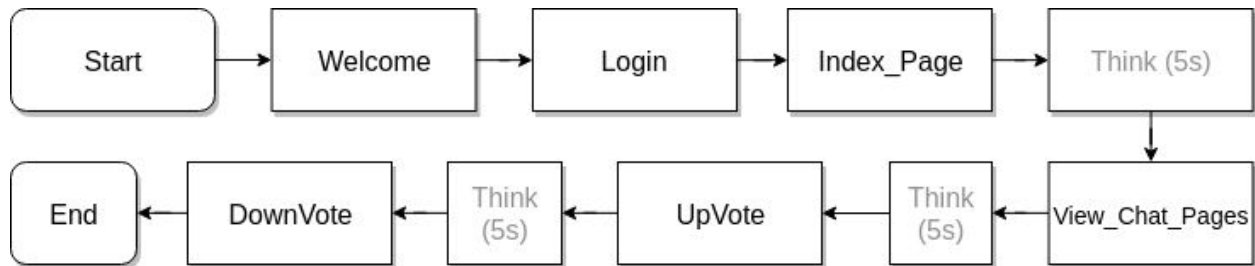 Start
Welcome
Login
Index_Page
Think (5s)
View_Chat_Pages
Think
(5s)
UpVote
Think
(5s)
DownVote
End